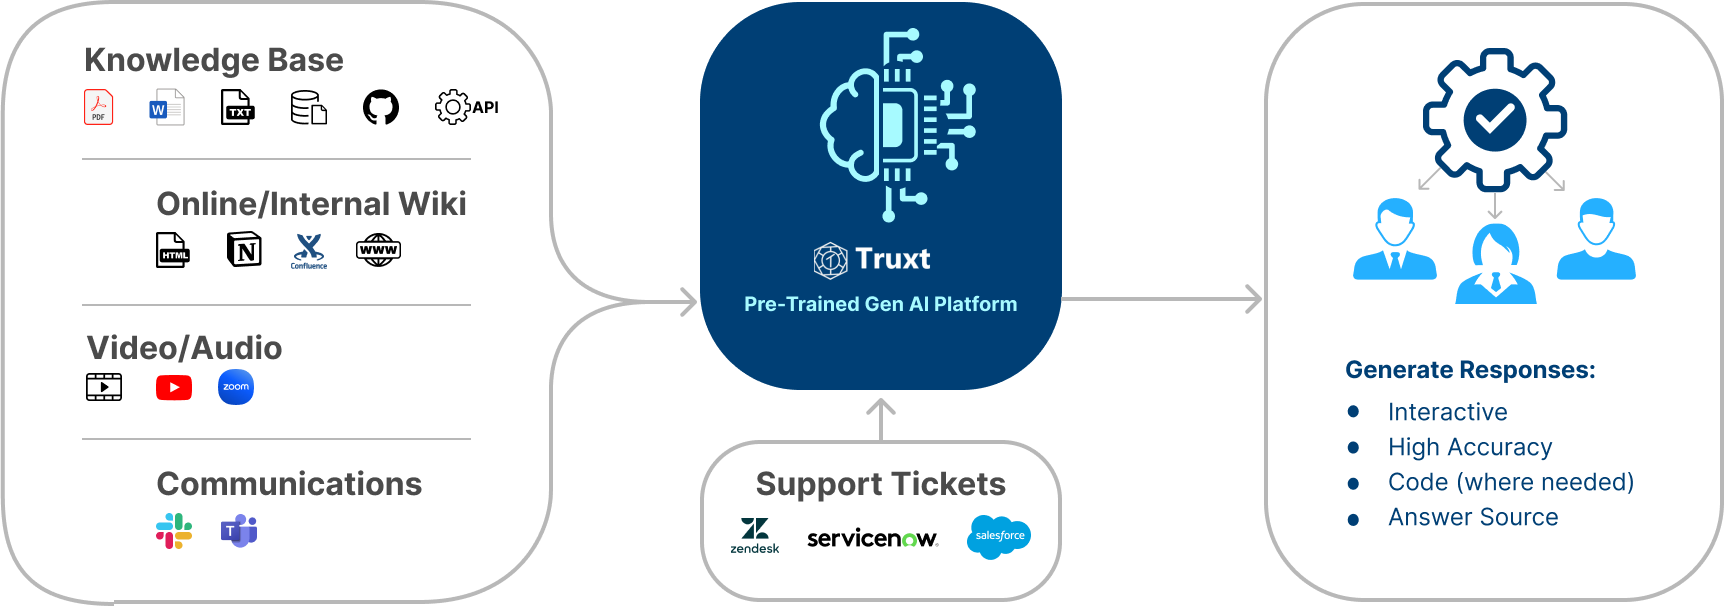 Knowledge Base
PDF
W
TXT
API
Online/Internal Wiki
HTML
N
Confluence
WWW
Video/Audio
zoom
Communications
T
Truxt
Pre-Trained Gen AI Platform
Support Tickets
zendesk
servicenow
salesforce
Generate Responses:
● Interactive
● High Accuracy
● Code (where needed)
● Answer Source